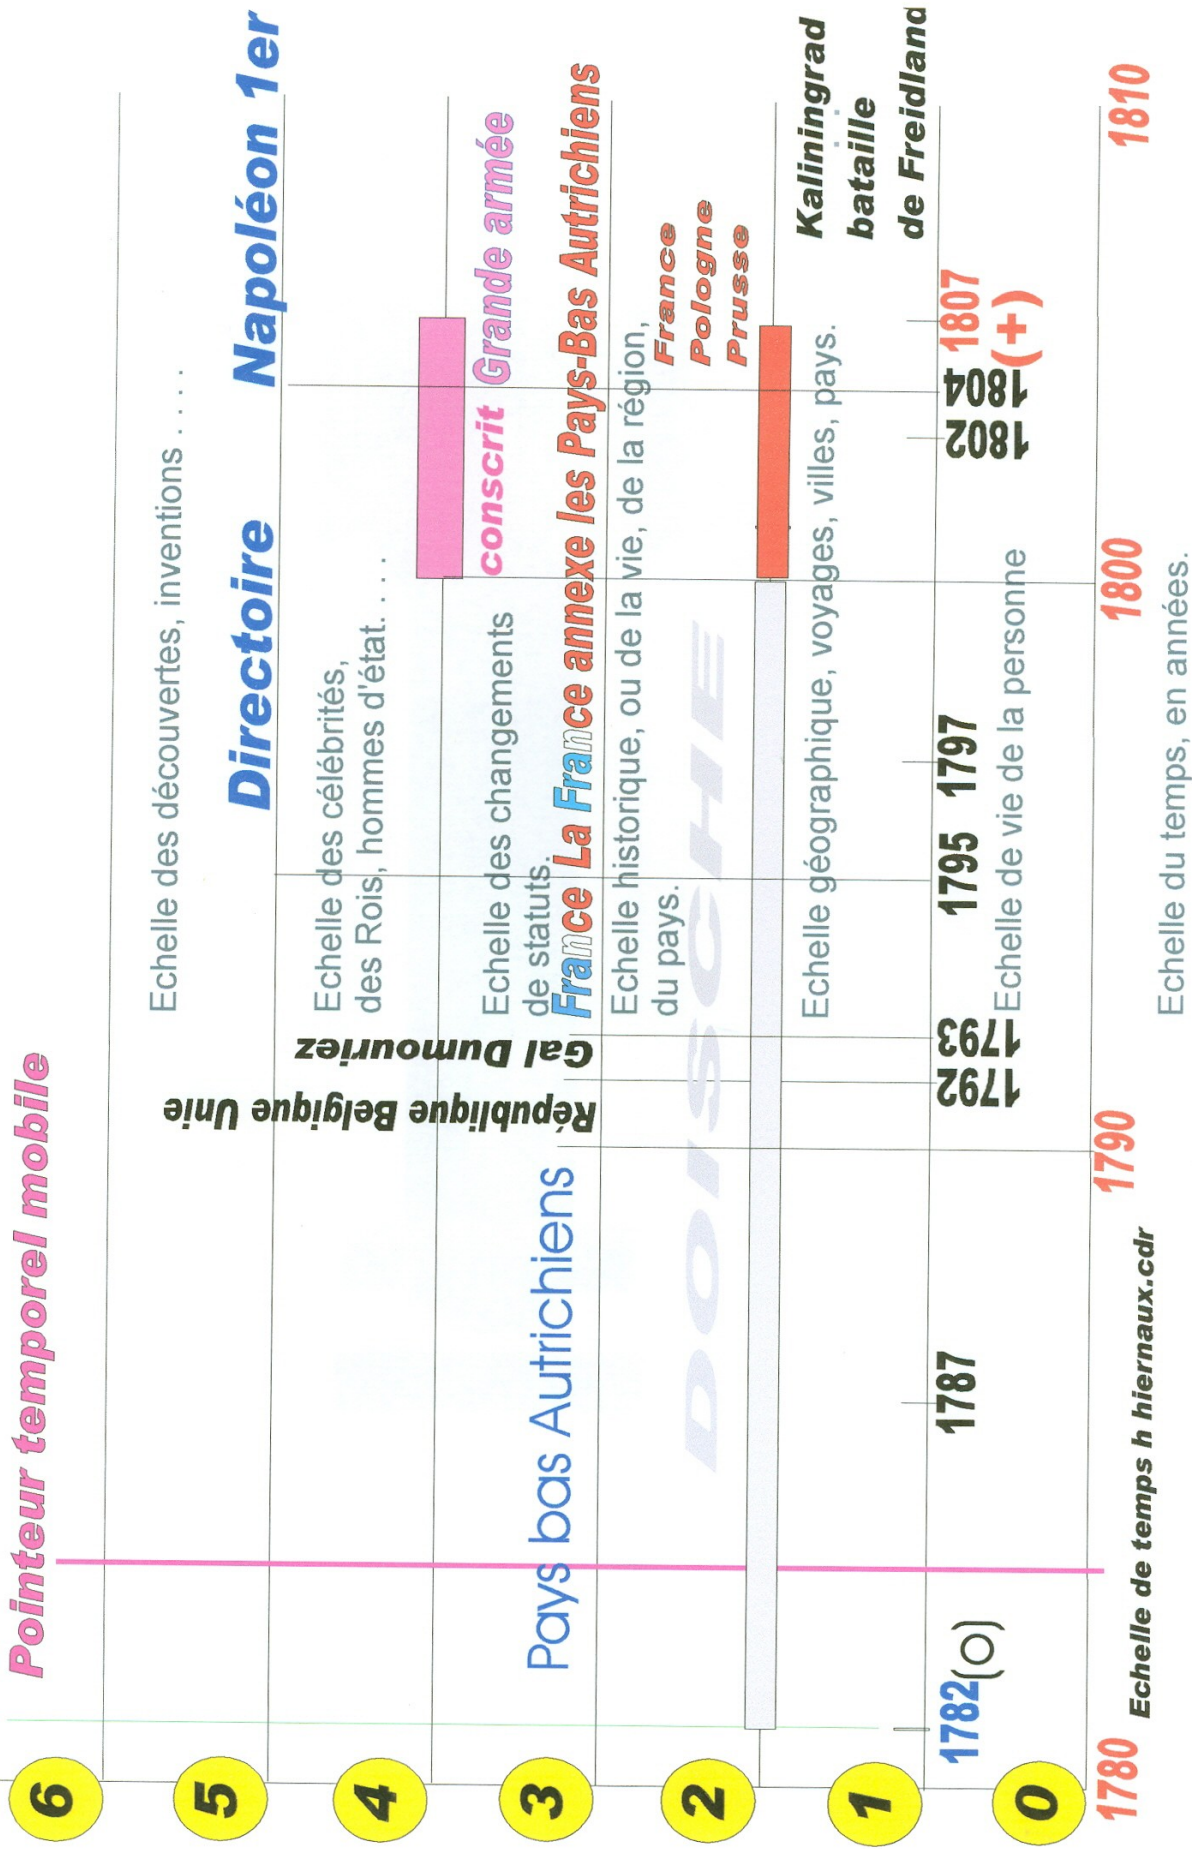 Pointeur temporel mobile
6
Echelle des découvertes, inventions . . . .
5
Directoire
Napoléon 1er
Echelle des célébrités,
des Rois, hommes d'état. . . .
4
conscrit Grande armée
Echelle des changements
de statuts.
République Belgique Unie
Gal Dumouriez
3
Pays bas Autrichiens
France La France annexe les Pays-Bas Autrichiens
Echelle historique, ou de la vie, de la région,
du pays.
France
Pologne
Prusse
2
DOISCHE
Echelle géographique, voyages, villes, pays.
Kaliningrad
bataille
de Freidland
1
1782(O)
1787
1792
1793
1795
1797
1802
1804
1807
(+)
Echelle de vie de la personne
0
1780
1790
1800
1810
Echelle de temps h hiernaux.cdr
Echelle du temps, en années.